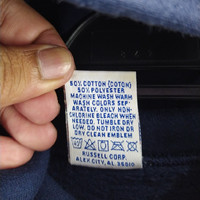 50% COTTON (COTON)
50% POLYESTER
MACHINE WASH WARM
WASH COLORS SEP-
ARATELY. ONLY NON-
CHLORINE BLEACH WHEN
NEEDED. TUMBLE DRY
LOW. DO NOT IRON OR
DRY CLEAN EMBLEM
RUSSELL CORP.
ALEX CITY, AL 35010